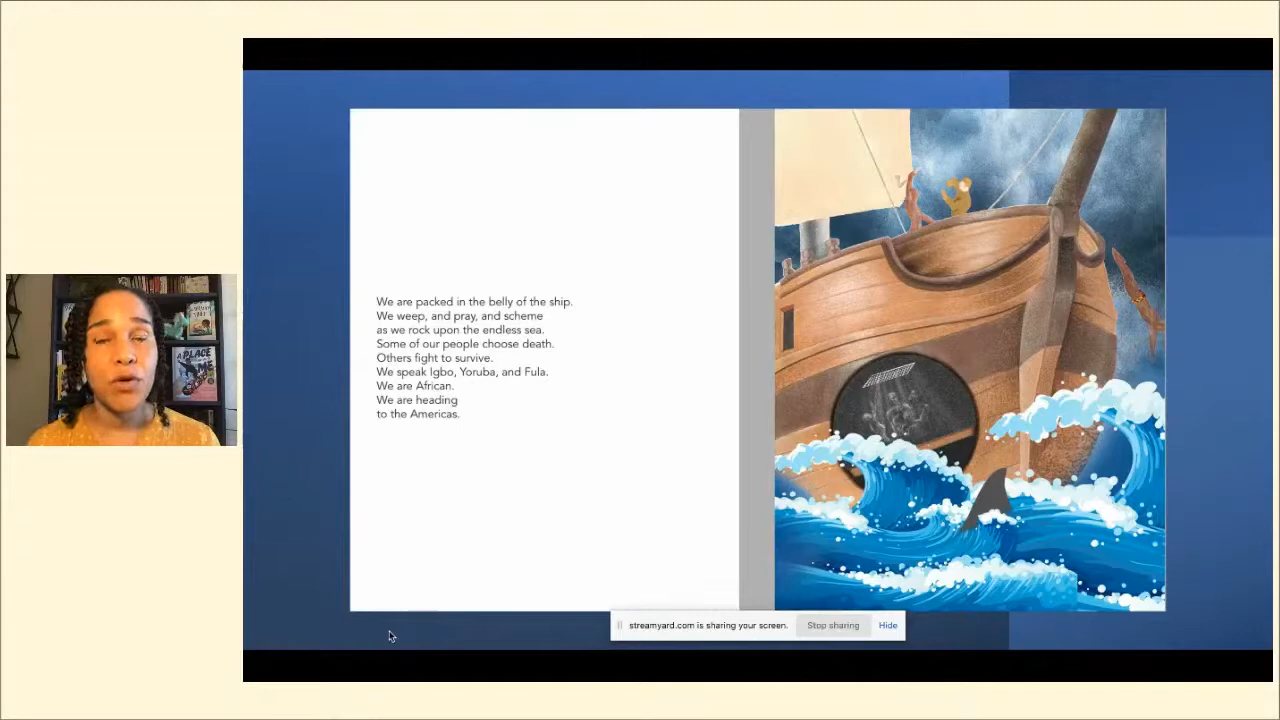 We are packed in the belly of the ship.
We weep, and pray, and scheme
as we rock upon the endless sea.
Some of our people choose death.
Others fight to survive.
We speak Igbo, Yoruba, and Fula.
We are African.
We are heading
to the Americas.
A PLACE
streamyard.com is sharing your screen.
Stop sharing
Hide